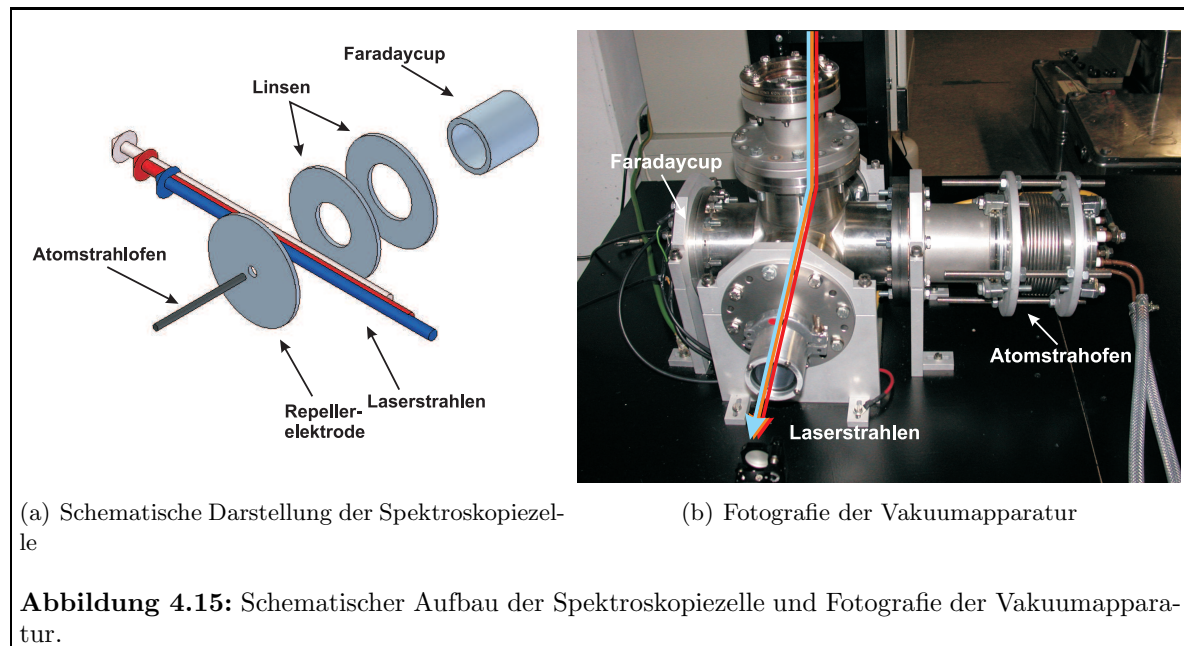 Faradaycup
Linsen
Atomstrahlofen
Repeller-
elektrode
Laserstrahlen
Faradaycup
Atomstrahofen
Laserstrahlen
(a) Schematische Darstellung der Spektroskopiezel-
le
(b) Fotografie der Vakuumapparatur
Abbildung 4.15: Schematischer Aufbau der Spektroskopiezelle und Fotografie der Vakuumappara-
tur.